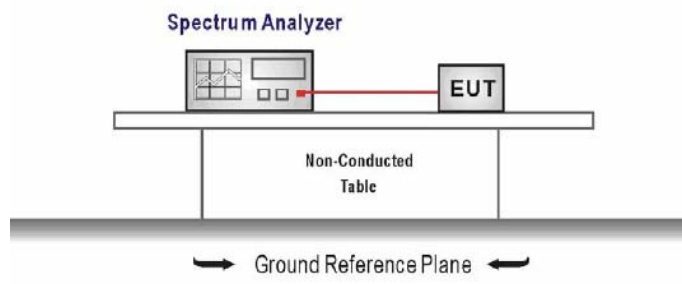 Spectrum Analyzer
EUT
Non-Conducted
Table
Ground Reference Plane